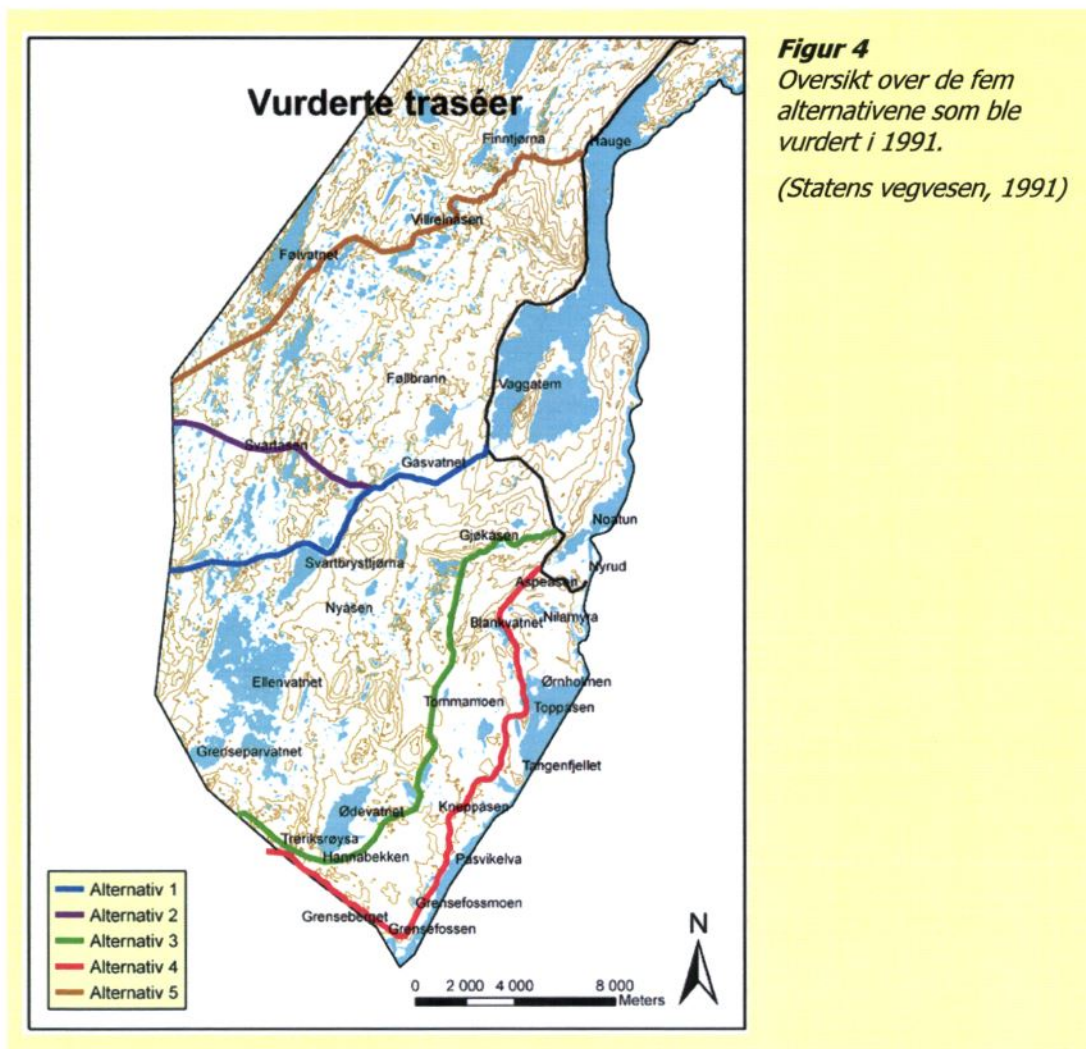 Figur 4
Oversikt over de fem
alternativene som ble
vurdert i 1991.
(Statens vegvesen, 1991)
Vurderte traséer
Finntjørna
Hauge
Villreinåsen
Følvatnet
Føllbrann
Vaggatem
Svartåsen
Gåsvatnet
Noatun
Gjøkåsen
Svartbrysttjørna
Nyrud
Aspeåsen
Nyåsen
Blankvatnet
Nilamyra
Ellenvatnet
Ørnholmen
Tommamoen
Toppåsen
Grenseparvatnet
Tangenfjellet
Ødevatnet
Kneppåsen
Treriksrøysa
Hannabekken
Pasvikelva
Grenseberget
Grensefossmoen
Grensefossen
Alternativ 1
Alternativ 2
Alternativ 3
Alternativ 4
Alternativ 5
N
0 2 000 4 000 8 000
Meters